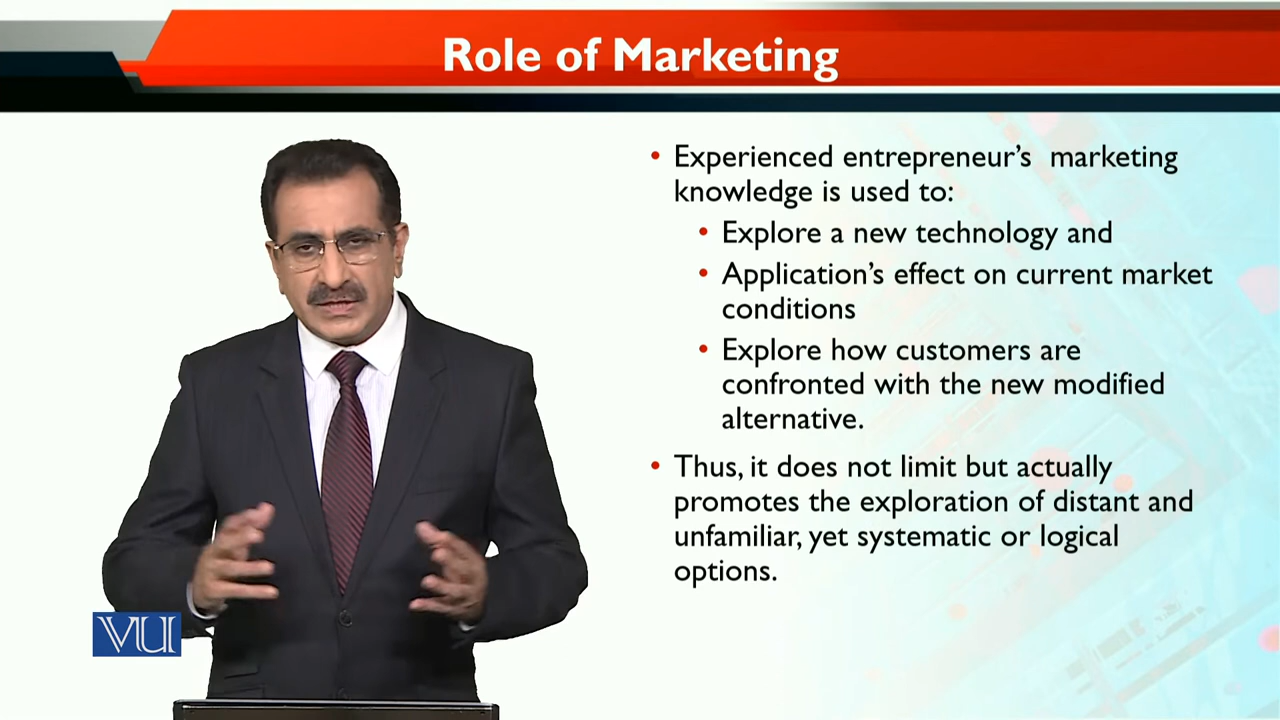 Role of Marketing
• Experienced entrepreneur’s marketing
knowledge is used to:
• Explore a new technology and
• Application’s effect on current market
conditions
• Explore how customers are
confronted with the new modified
alternative.
• Thus, it does not limit but actually
promotes the exploration of distant and
unfamiliar, yet systematic or logical
options.
VU